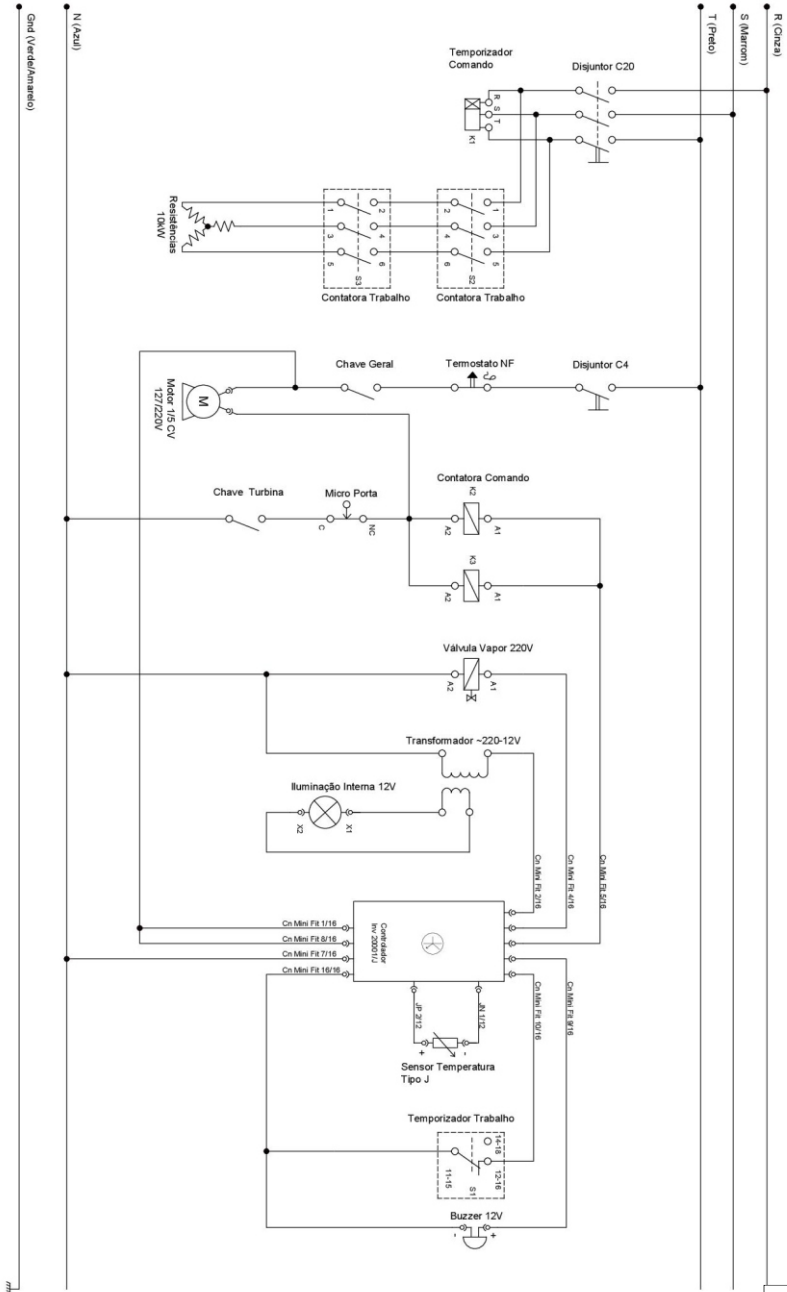 Gnd (Verde/Amarelo)
N (Azul)
T (Preto)
S (Marrom)
R (Cinza)
Temporizador
Comando
Disjuntor C20
R
S
T
K1
Resistências
10kW
1
2
3
4
5
6
S3
Contatora Trabalho
2
1
4
3
6
5
S2
Contatora Trabalho
Chave Geral
Termostato NF
Disjuntor C4
M
Motor 1/5 CV
127/220V
Contatora Comando
K2
A2
A1
Chave Turbina
Micro Porta
C
NC
K3
A2
A1
Válvula Vapor 220V
A2
A1
Transformador ~220-12V
Iluminação Interna 12V
X2
X1
Cn Mini Fit 2/16
Cn Mini Fit 4/16
Cn Mini Fit 5/16
Cn Mini Fit 1/16
Cn Mini Fit 8/16
Cn Mini Fit 7/16
Cn Mini Fit 16/16
Controlador
Inv 20001/J
JP 2/12
JN 1/12
Cn Mini Fit 10/16
Cn Mini Fit 9/16
+
-
Sensor Temperatura
Tipo J
Temporizador Trabalho
14-18
12-16
11-15
S1
Buzzer 12V
-
+